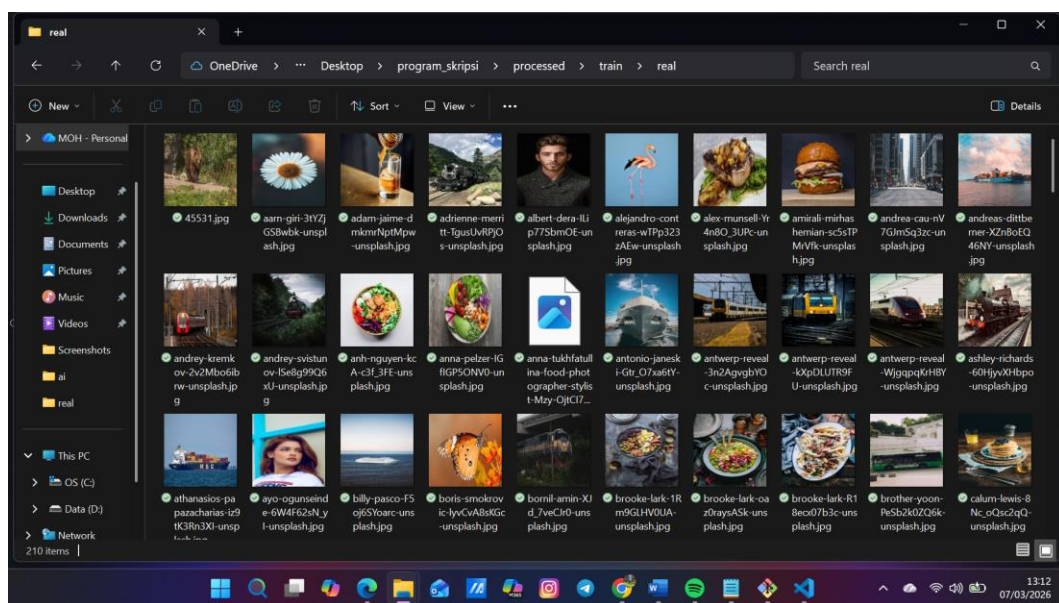 real
OneDrive > ... Desktop > program_skripsi > processed > train > real
Search real
New
Sort
View
...
Details
MOH - Personal
Desktop
Downloads
Documents
Pictures
Music
Videos
Screenshots
ai
real
This PC
OS (C:)
Data (D:)
Network
45531.jpg
aarn-giri-3tYZj
GSBwbk-unspl
ash.jpg
adam-jaime-d
mkmrNptMpw
-unsplash.jpg
adrienne-merri
tt-TgusUvRPjO
s-unsplash.jpg
albert-dera-ILi
p77SbmOE-un
splash.jpg
alejandro-cont
reras-wTPp323
zAEw-unsplash
.jpg
alex-munsell-Yr
4n8O_3UPc-un
splash.jpg
amirali-mirhas
hemian-sc5sTP
MrVfk-unsplas
h.jpg
andrea-cau-nV
7GJmSq3zc-un
splash.jpg
andreas-dittbe
rner-XZnBoEQ
46NY-unsplash
.jpg
andrey-kremk
ov-2v2Mbo6ib
rw-unsplash.jp
g
andrey-svistun
ov-lSe8g99Q6
xU-unsplash.jp
g
anh-nguyen-kc
A-c3f_3FE-uns
plash.jpg
anna-pelzer-IG
fIGP5ONV0-un
splash.jpg
anna-tukhfatull
ina-food-phot
ographer-stylis
t-Mzy-OjtCI7...
antonio-janesk
i-Gtr_O7xa6tY-
unsplash.jpg
antwerp-reveal
-3n2AgvgbYO
c-unsplash.jpg
antwerp-reveal
-kXpDLUTR9F
U-unsplash.jpg
antwerp-reveal
-WjgqpqKrH8Y
-unsplash.jpg
ashley-richards
-60HjyvXHbpo
-unsplash.jpg
athanasios-pa
pazacharias-iz9
tK3Rn3XI-unsp
lash.jpg
ayo-ogunseind
e-6W4F62sN_y
I-unsplash.jpg
billy-pasco-F5
oj6SYoarc-uns
plash.jpg
boris-smokrov
ic-lyvCvA8sKGc
-unsplash.jpg
bornil-amin-XJ
d_7veCJr0-uns
plash.jpg
brooke-lark-1R
m9GLHV0UA-
unsplash.jpg
brooke-lark-oa
z0raysASk-uns
plash.jpg
brooke-lark-R1
8ecx07b3c-uns
plash.jpg
brother-yoon-
PeSb2k0ZQ6k-
unsplash.jpg
calum-lewis-8
Nc_oQsc2qQ-
unsplash.jpg
210 items
13:12
07/03/2026